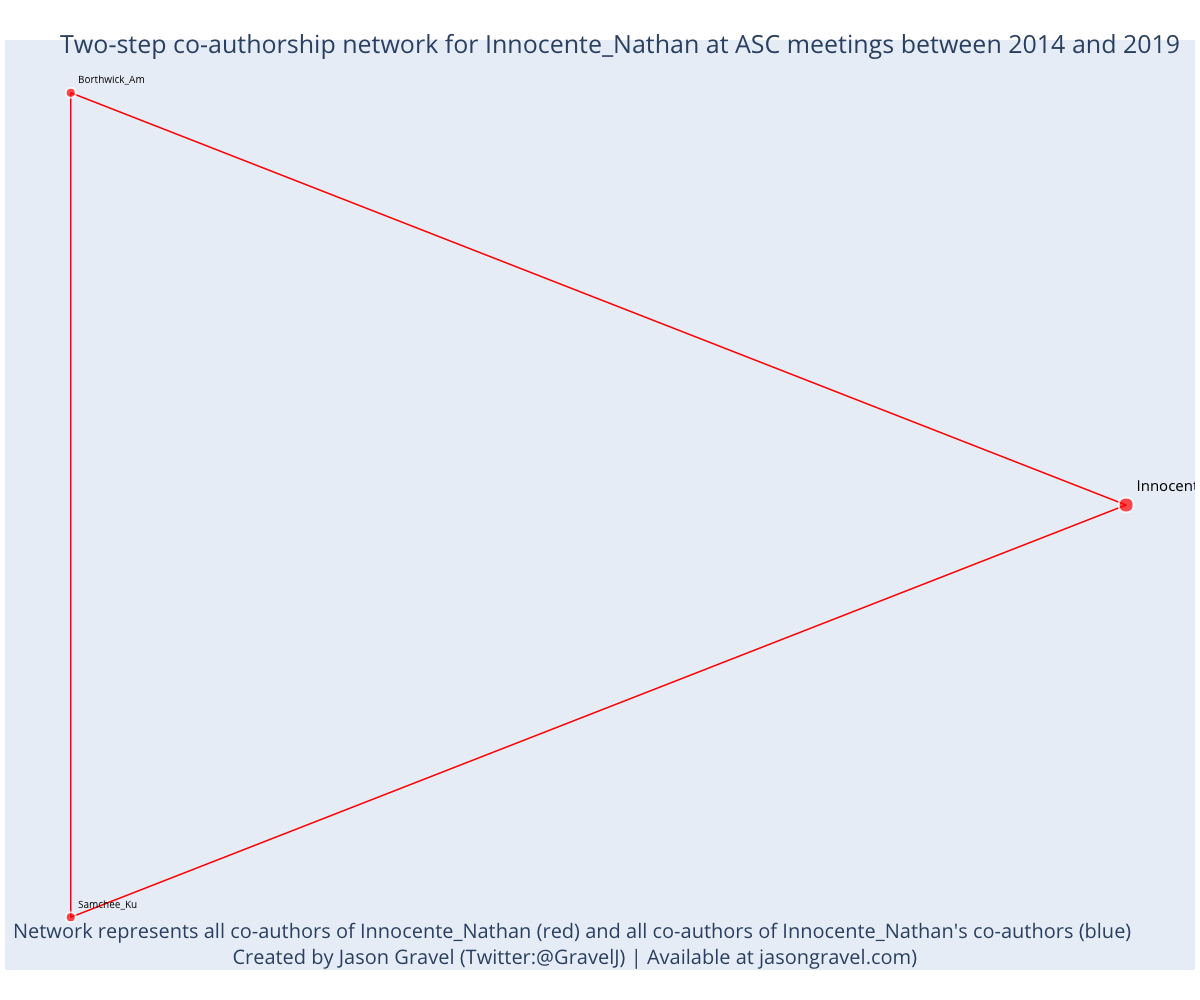 Two-step co-authorship network for Innocente_Nathan at ASC meetings between 2014 and 2019
Borthwick_Am
Innocent
Samchee_Ku
Network represents all co-authors of Innocente_Nathan (red) and all co-authors of Innocente_Nathan's co-authors (blue)
Created by Jason Gravel (Twitter:@GravelJ) | Available at jasongravel.com)